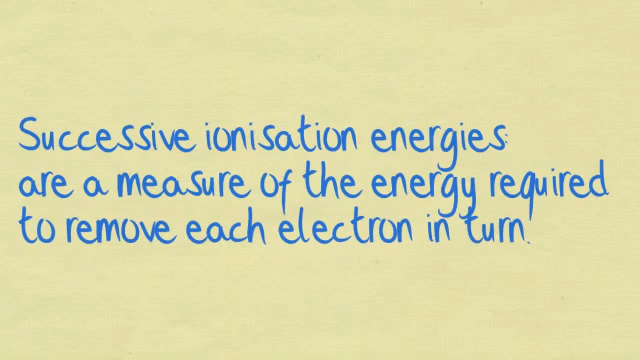 Successive ionisation energies:
are a measure of the energy required
to remove each electron in turn.